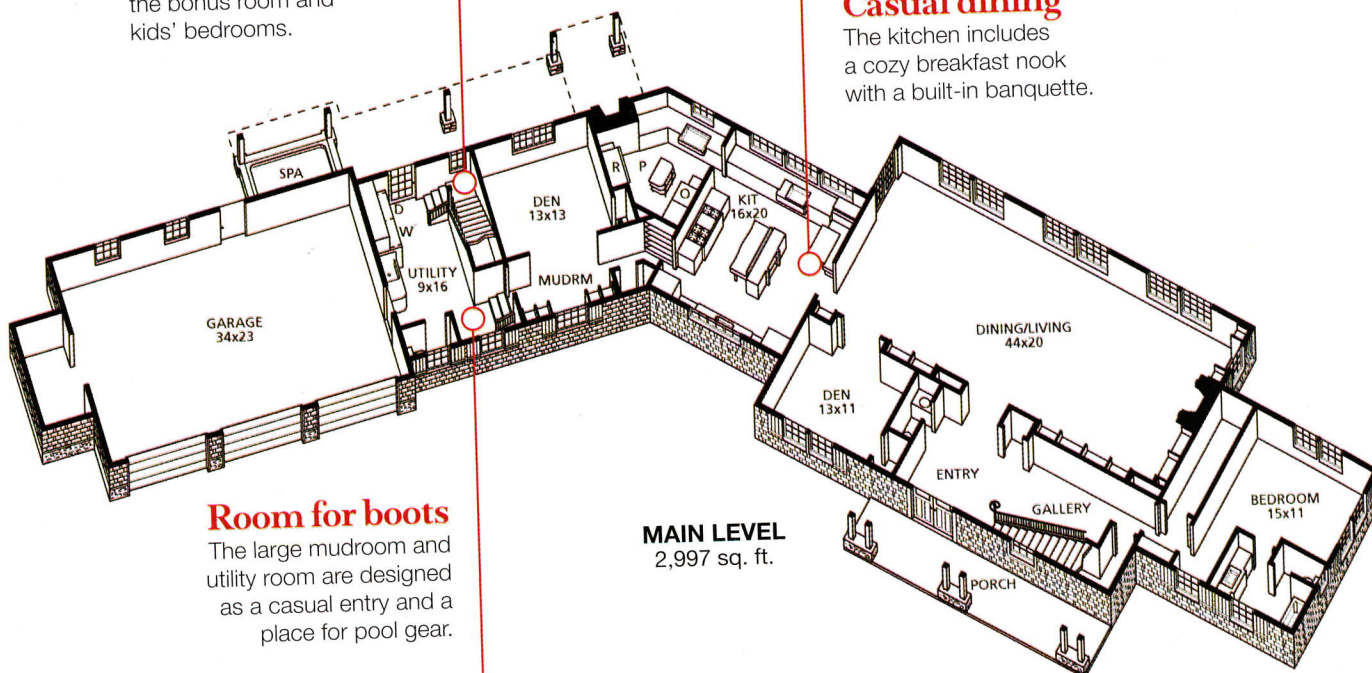 the bonus room and
kids' bedrooms.
Casual dining
The kitchen includes
a cozy breakfast nook
with a built-in banquette.
SPA
D
W
UTILITY
9x16
DEN
13x13
MUDRM
R
P
KIT
16x20
GARAGE
34x23
DINING/LIVING
44x20
DEN
13x11
ENTRY
GALLERY
BEDROOM
15x11
PORCH
Room for boots
The large mudroom and
utility room are designed
as a casual entry and a
place for pool gear.
MAIN LEVEL
2,997 sq. ft.